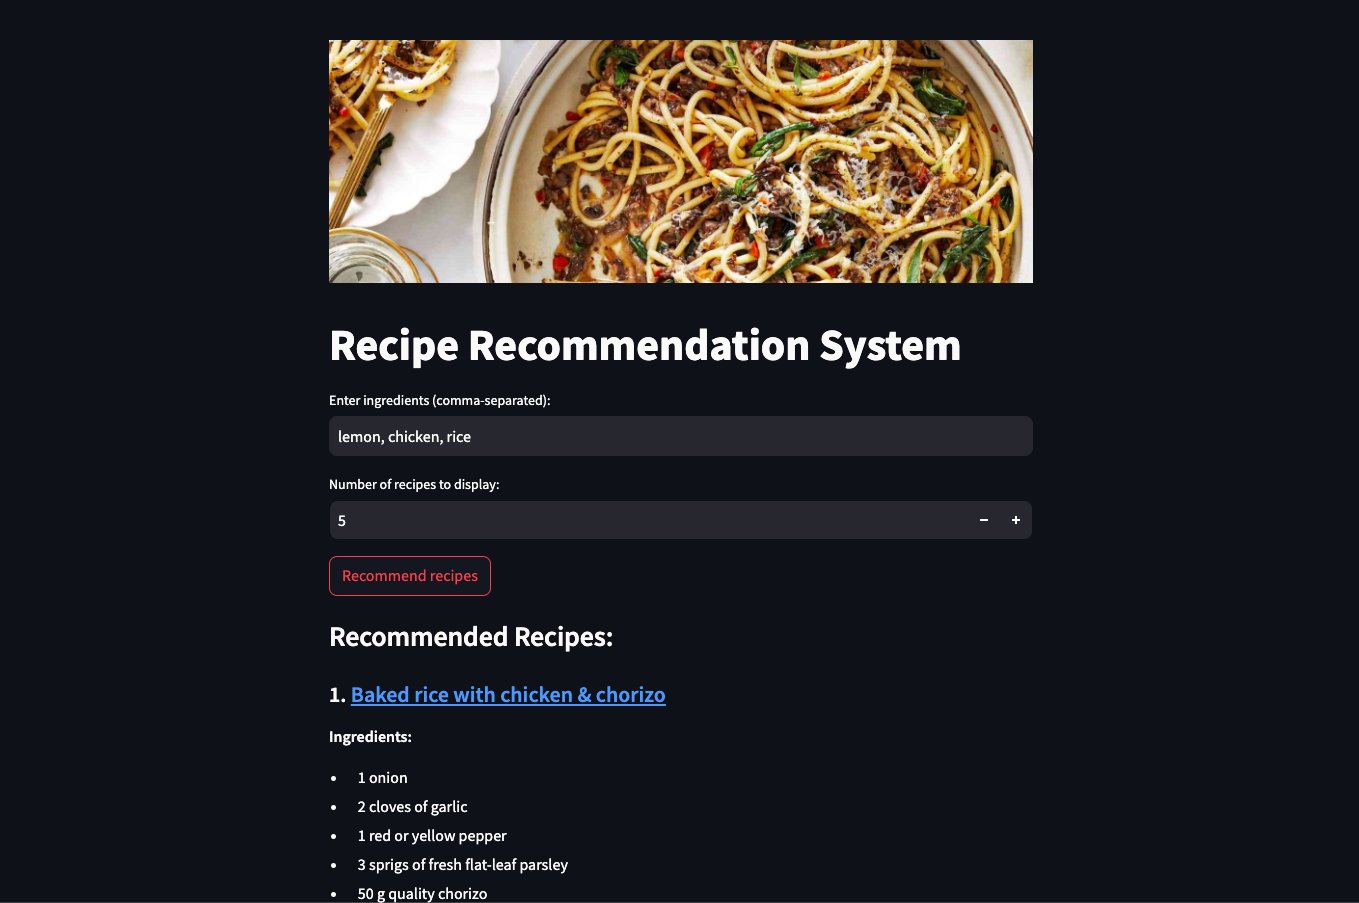 Recipe Recommendation System
Enter ingredients (comma-separated):
lemon, chicken, rice
Number of recipes to display:
5
Recommend recipes
Recommended Recipes:
1. Baked rice with chicken & chorizo
Ingredients:
• 1 onion
• 2 cloves of garlic
• 1 red or yellow pepper
• 3 sprigs of fresh flat-leaf parsley
• 50 g quality chorizo